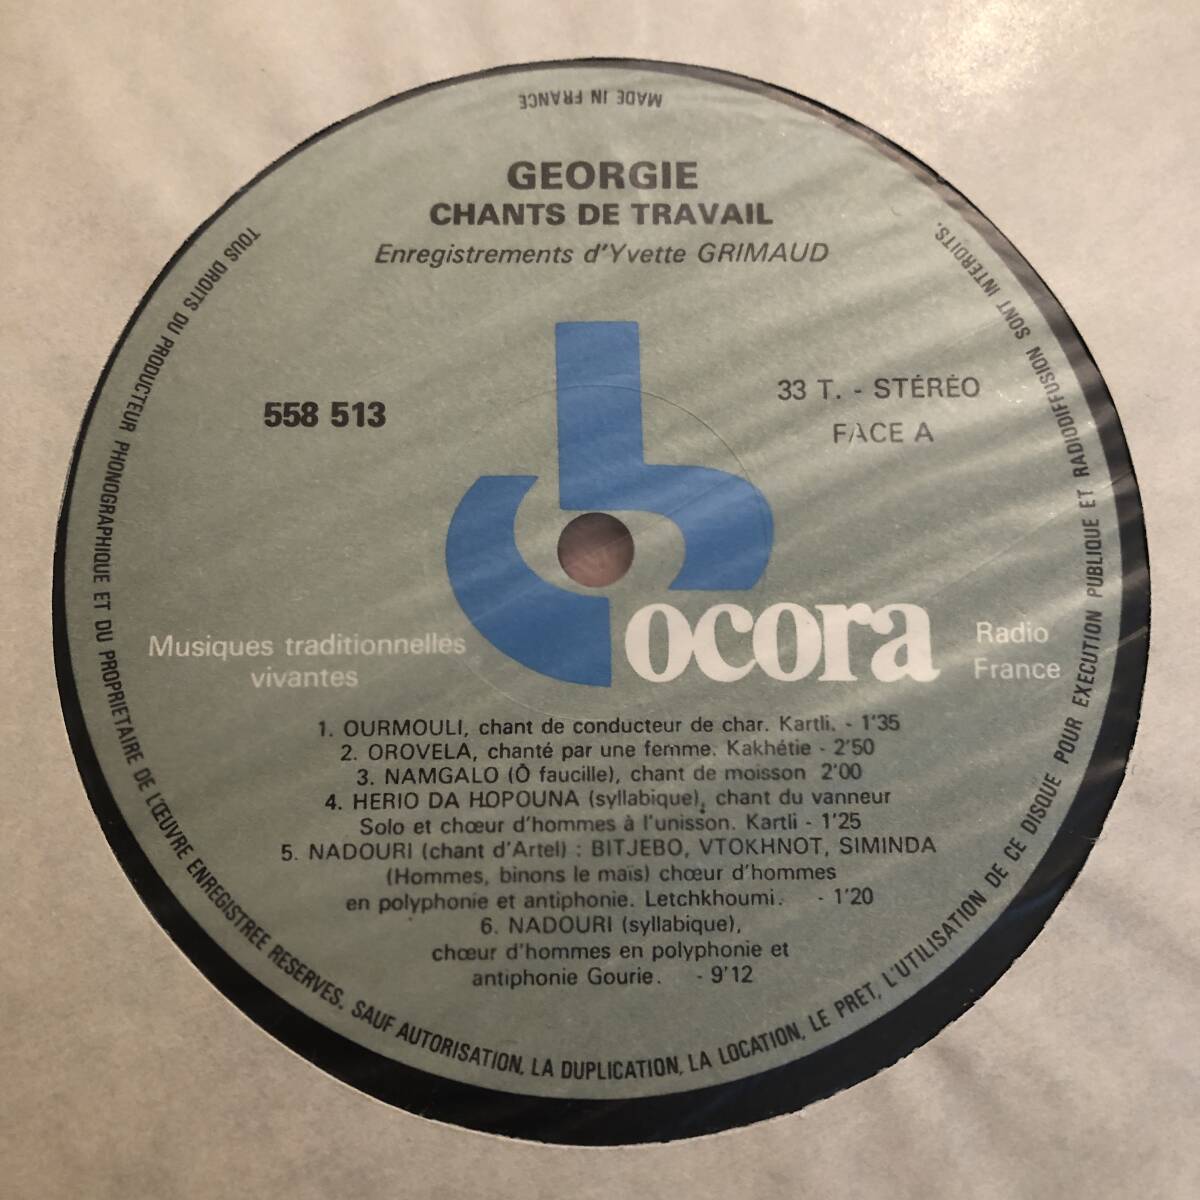 MADE IN FRANCE
GEORGIE
CHANTS DE TRAVAIL
Enregistrements d'Yvette GRIMAUD
558 513
33 T. - STÉRÉO
FACE A
Musiques traditionnelles
vivantes
ocora
Radio
France
1. OURMOULI, chant de conducteur de char. Kartli. - 1'35
2. OROVELA, chanté par une femme. Kakhétie - 2'50
3. NAMGALO (Ô faucille), chant de moisson 2'00
4. HERIO DA HOPOUNA (syllabique), chant du vanneur
Solo et chœur d'hommes à l'unisson. Kartli - 1'25
5. NADOURI (chant d'Artel) : BITJEBO, VTOKHNOT, SIMINDA
(Hommes, binons le maïs) chœur d'hommes
en polyphonie et antiphonie. Letchkhoumi. - 1'20
6. NADOURI (syllabique),
chœur d'hommes en polyphonie et
antiphonie Gourie. - 9'12
TOUS DROITS DU PRODUCTEUR PHONOGRAPHIQUE ET DU PROPRIETAIRE DE L'ŒUVRE ENREGISTREE RESERVES. SAUF AUTORISATION, LA DUPLICATION, LA LOCATION, LE PRET, L'UTILISATION DE CE DISQUE POUR EXECUTION PUBLIQUE ET RADIODIFFUSION SONT INTERDITS.